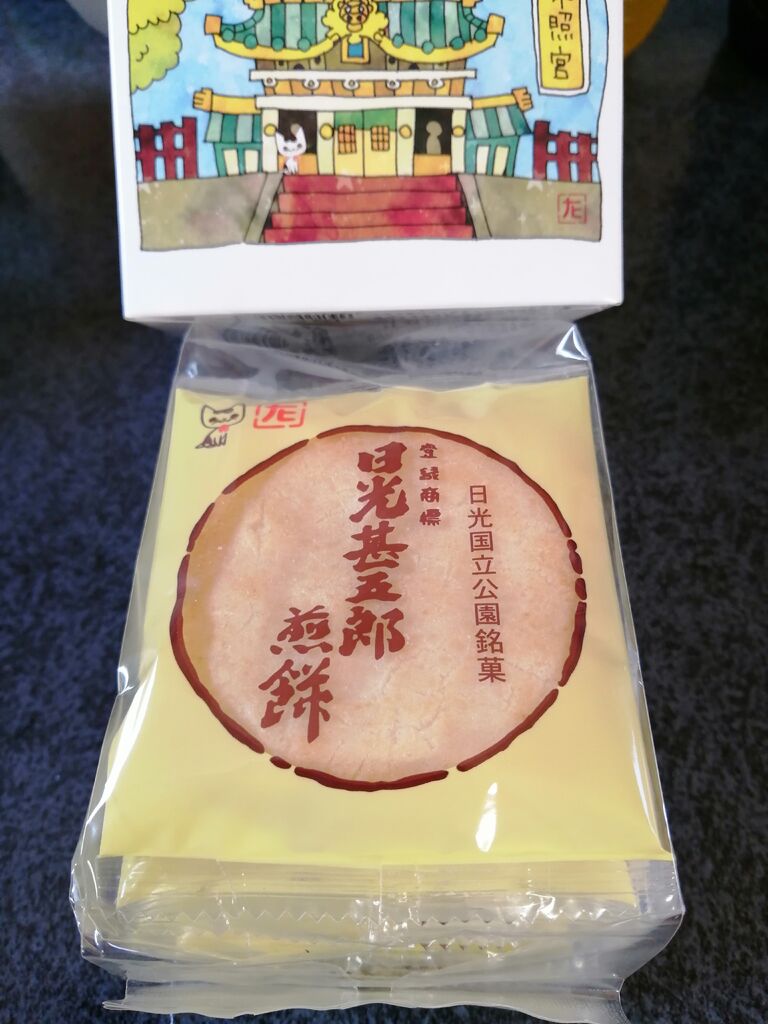 照宮
日光国立公園銘菓
登録商標
日光甚五郎
煎餅